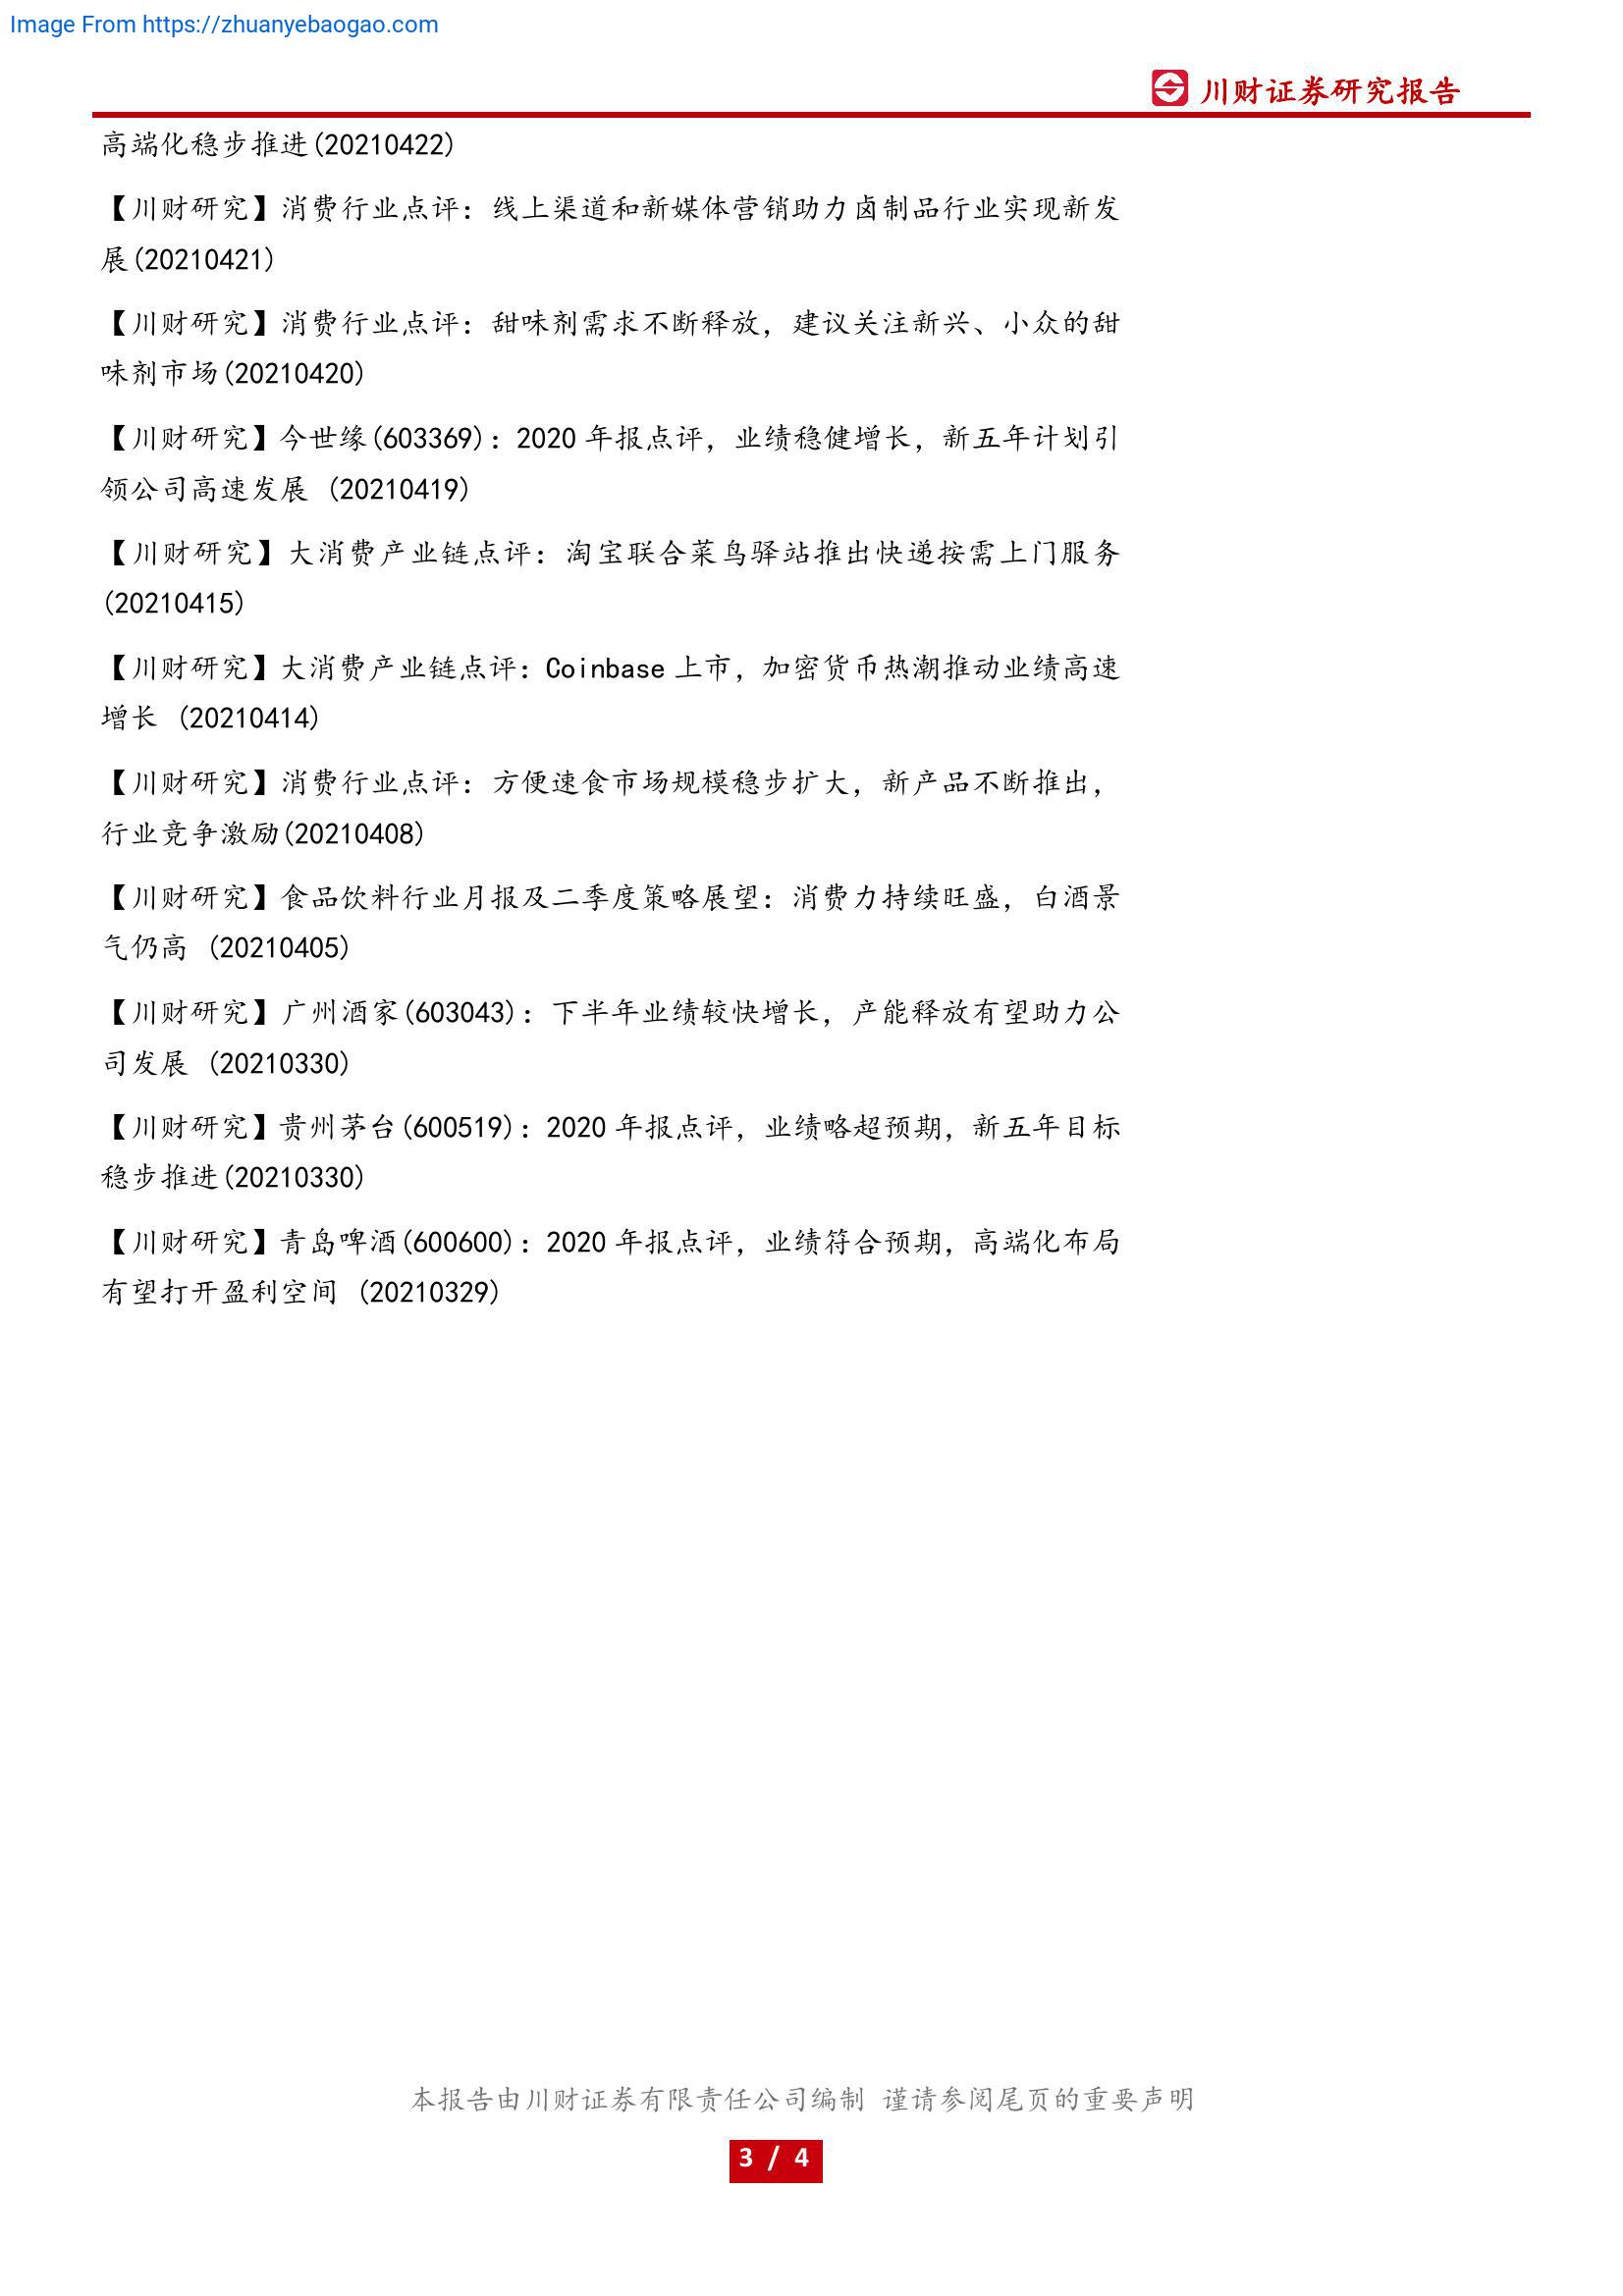 Image From https://zhuanyebaogao.com
川财证券研究报告
高端化稳步推进(20210422)
【川财研究】消费行业点评：线上渠道和新媒体营销助力卤制品行业实现新发
展(20210421)
【川财研究】消费行业点评：甜味剂需求不断释放，建议关注新兴、小众的甜
味剂市场(20210420)
【川财研究】今世缘(603369)：2020 年报点评，业绩稳健增长，新五年计划引
领公司高速发展 (20210419)
【川财研究】大消费产业链点评：淘宝联合菜鸟驿站推出快递按需上门服务
(20210415)
【川财研究】大消费产业链点评：Coinbase 上市，加密货币热潮推动业绩高速
增长 (20210414)
【川财研究】消费行业点评：方便速食市场规模稳步扩大，新产品不断推出，
行业竞争激励(20210408)
【川财研究】食品饮料行业月报及二季度策略展望：消费力持续旺盛，白酒景
气仍高 (20210405)
【川财研究】广州酒家(603043)：下半年业绩较快增长，产能释放有望助力公
司发展 (20210330)
【川财研究】贵州茅台(600519)：2020 年报点评，业绩略超预期，新五年目标
稳步推进(20210330)
【川财研究】青岛啤酒(600600)：2020 年报点评，业绩符合预期，高端化布局
有望打开盈利空间 (20210329)
本报告由川财证券有限责任公司编制 谨请参阅尾页的重要声明
3 / 4